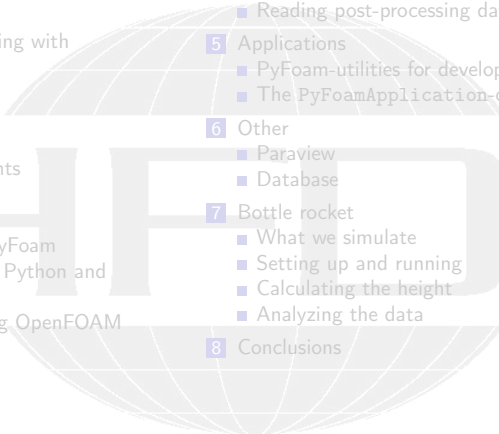 ing with
nts
yFoam
Python and
g OpenFOAM
Reading post-processing da
5 Applications
PyFoam-utilities for develop
The PyFoamApplication-c
6 Other
Paraview
Database
7 Bottle rocket
What we simulate
Setting up and running
Calculating the height
Analyzing the data
8 Conclusions
HFD